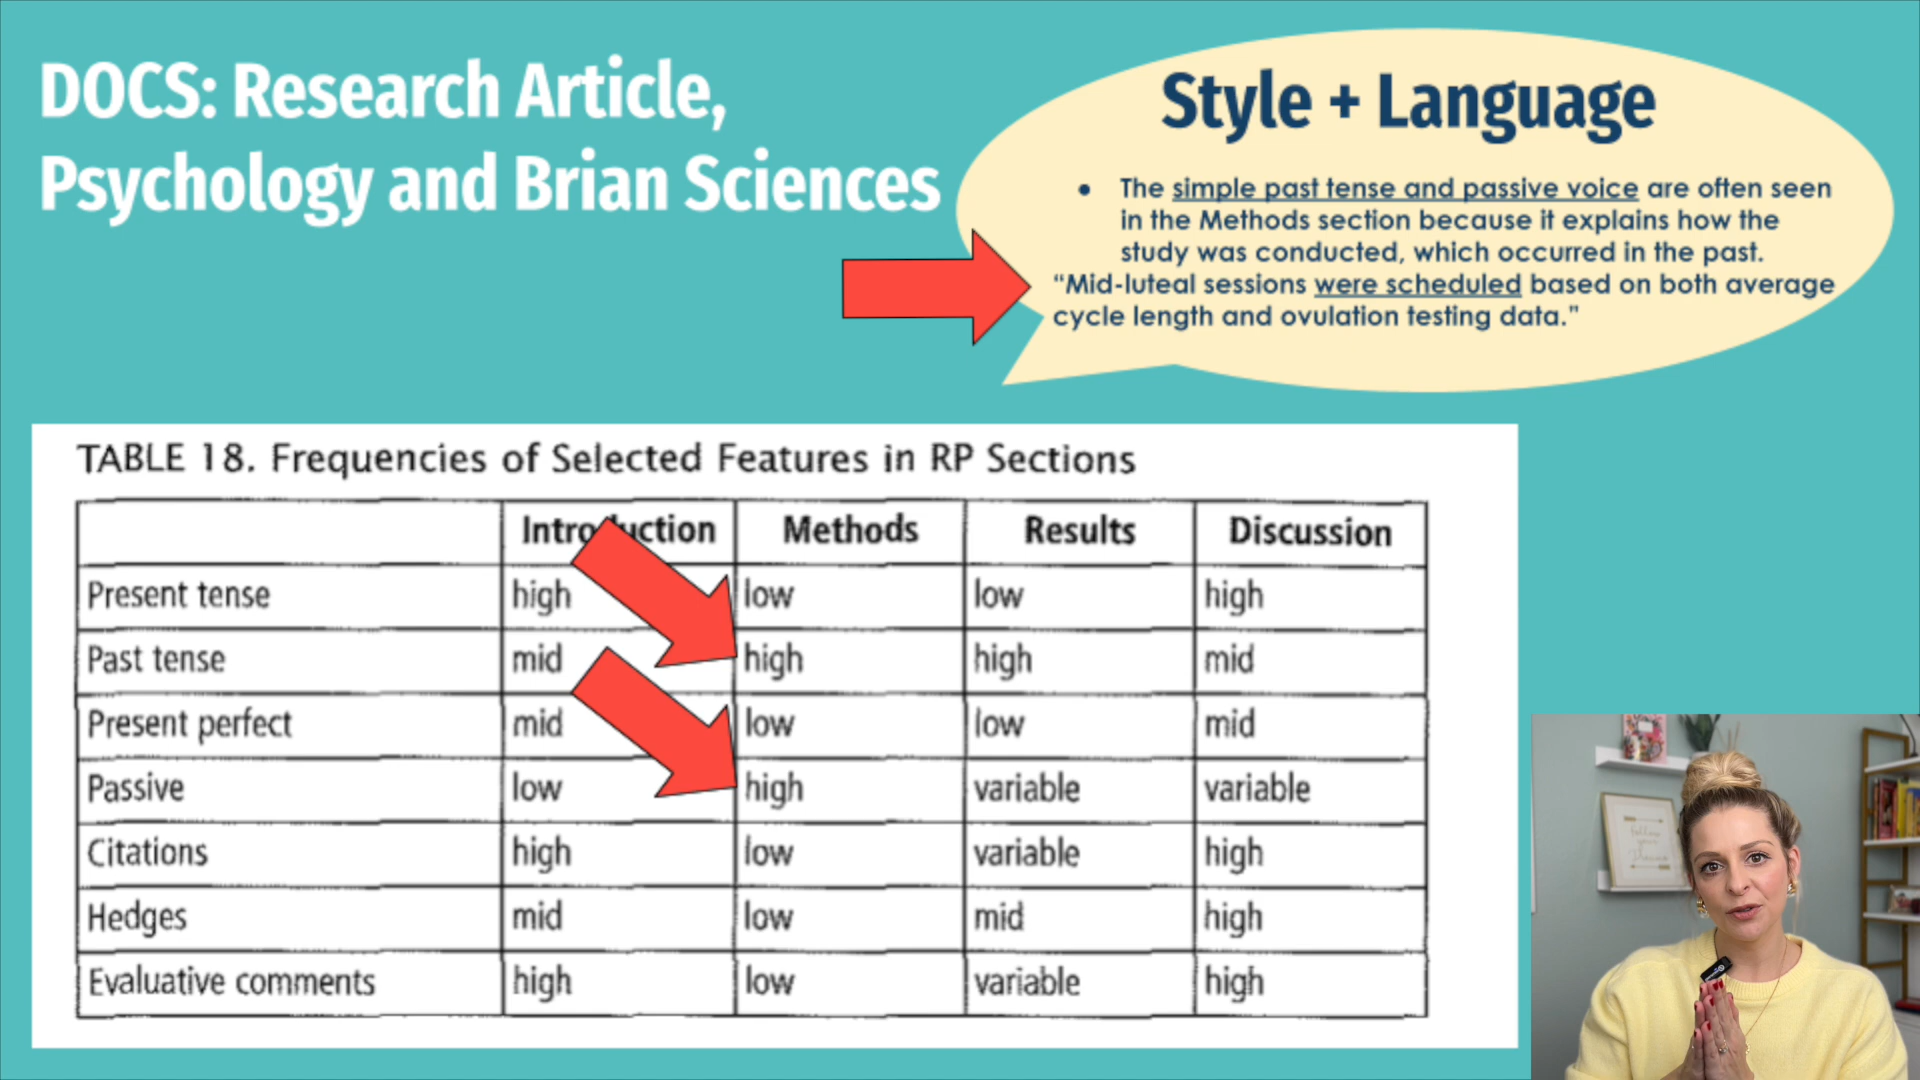 DOCS: Research Article,
Psychology and Brian Sciences
Style + Language
• The simple past tense and passive voice are often seen
in the Methods section because it explains how the
study was conducted, which occurred in the past.
“Mid-luteal sessions were scheduled based on both average
cycle length and ovulation testing data.”
TABLE 18. Frequencies of Selected Features in RP Sections
Introduction Methods Results Discussion
Present tense high low low high
Past tense mid high high mid
Present perfect mid low low mid
Passive low high variable variable
Citations high low variable high
Hedges mid low mid high
Evaluative comments high low variable high